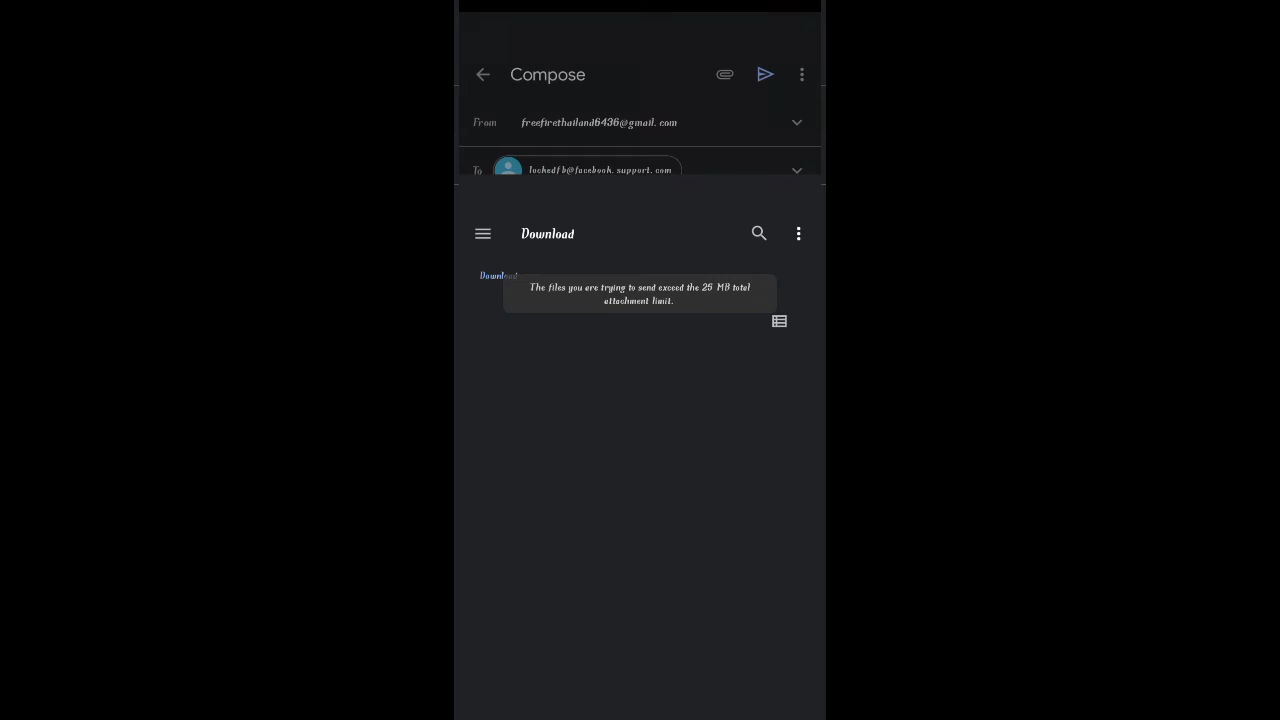 Compose
From freefirethailand6436@gmail.com
To lockedfb@facebook.support.com
Download
Download
The files you are trying to send exceed the 25 MB total
attachment limit.